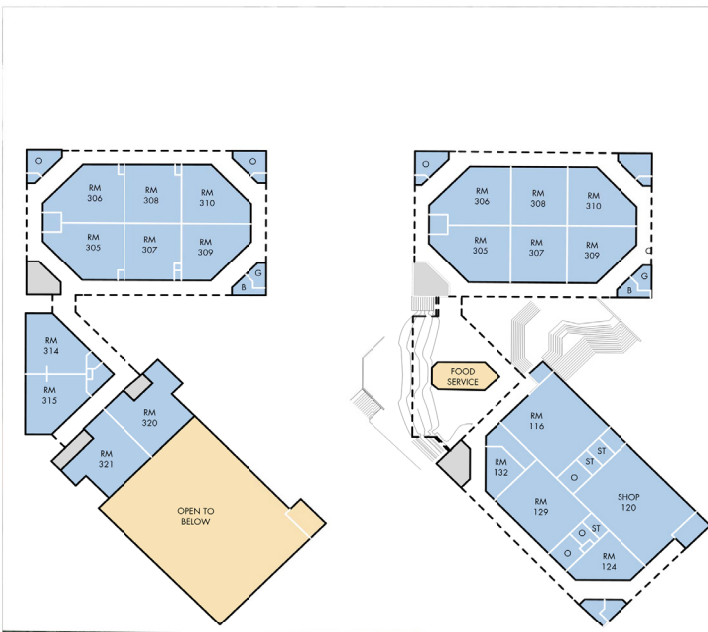 O
O
RM
306
RM
308
RM
310
RM
305
RM
307
RM
309
G
B
RM
314
RM
315
RM
320
RM
321
OPEN TO
BELOW
O
RM
306
RM
308
RM
310
RM
305
RM
307
RM
309
O
G
B
FOOD
SERVICE
RM
116
ST
ST
O
RM
132
SHOP
120
RM
129
ST
O
O
RM
124